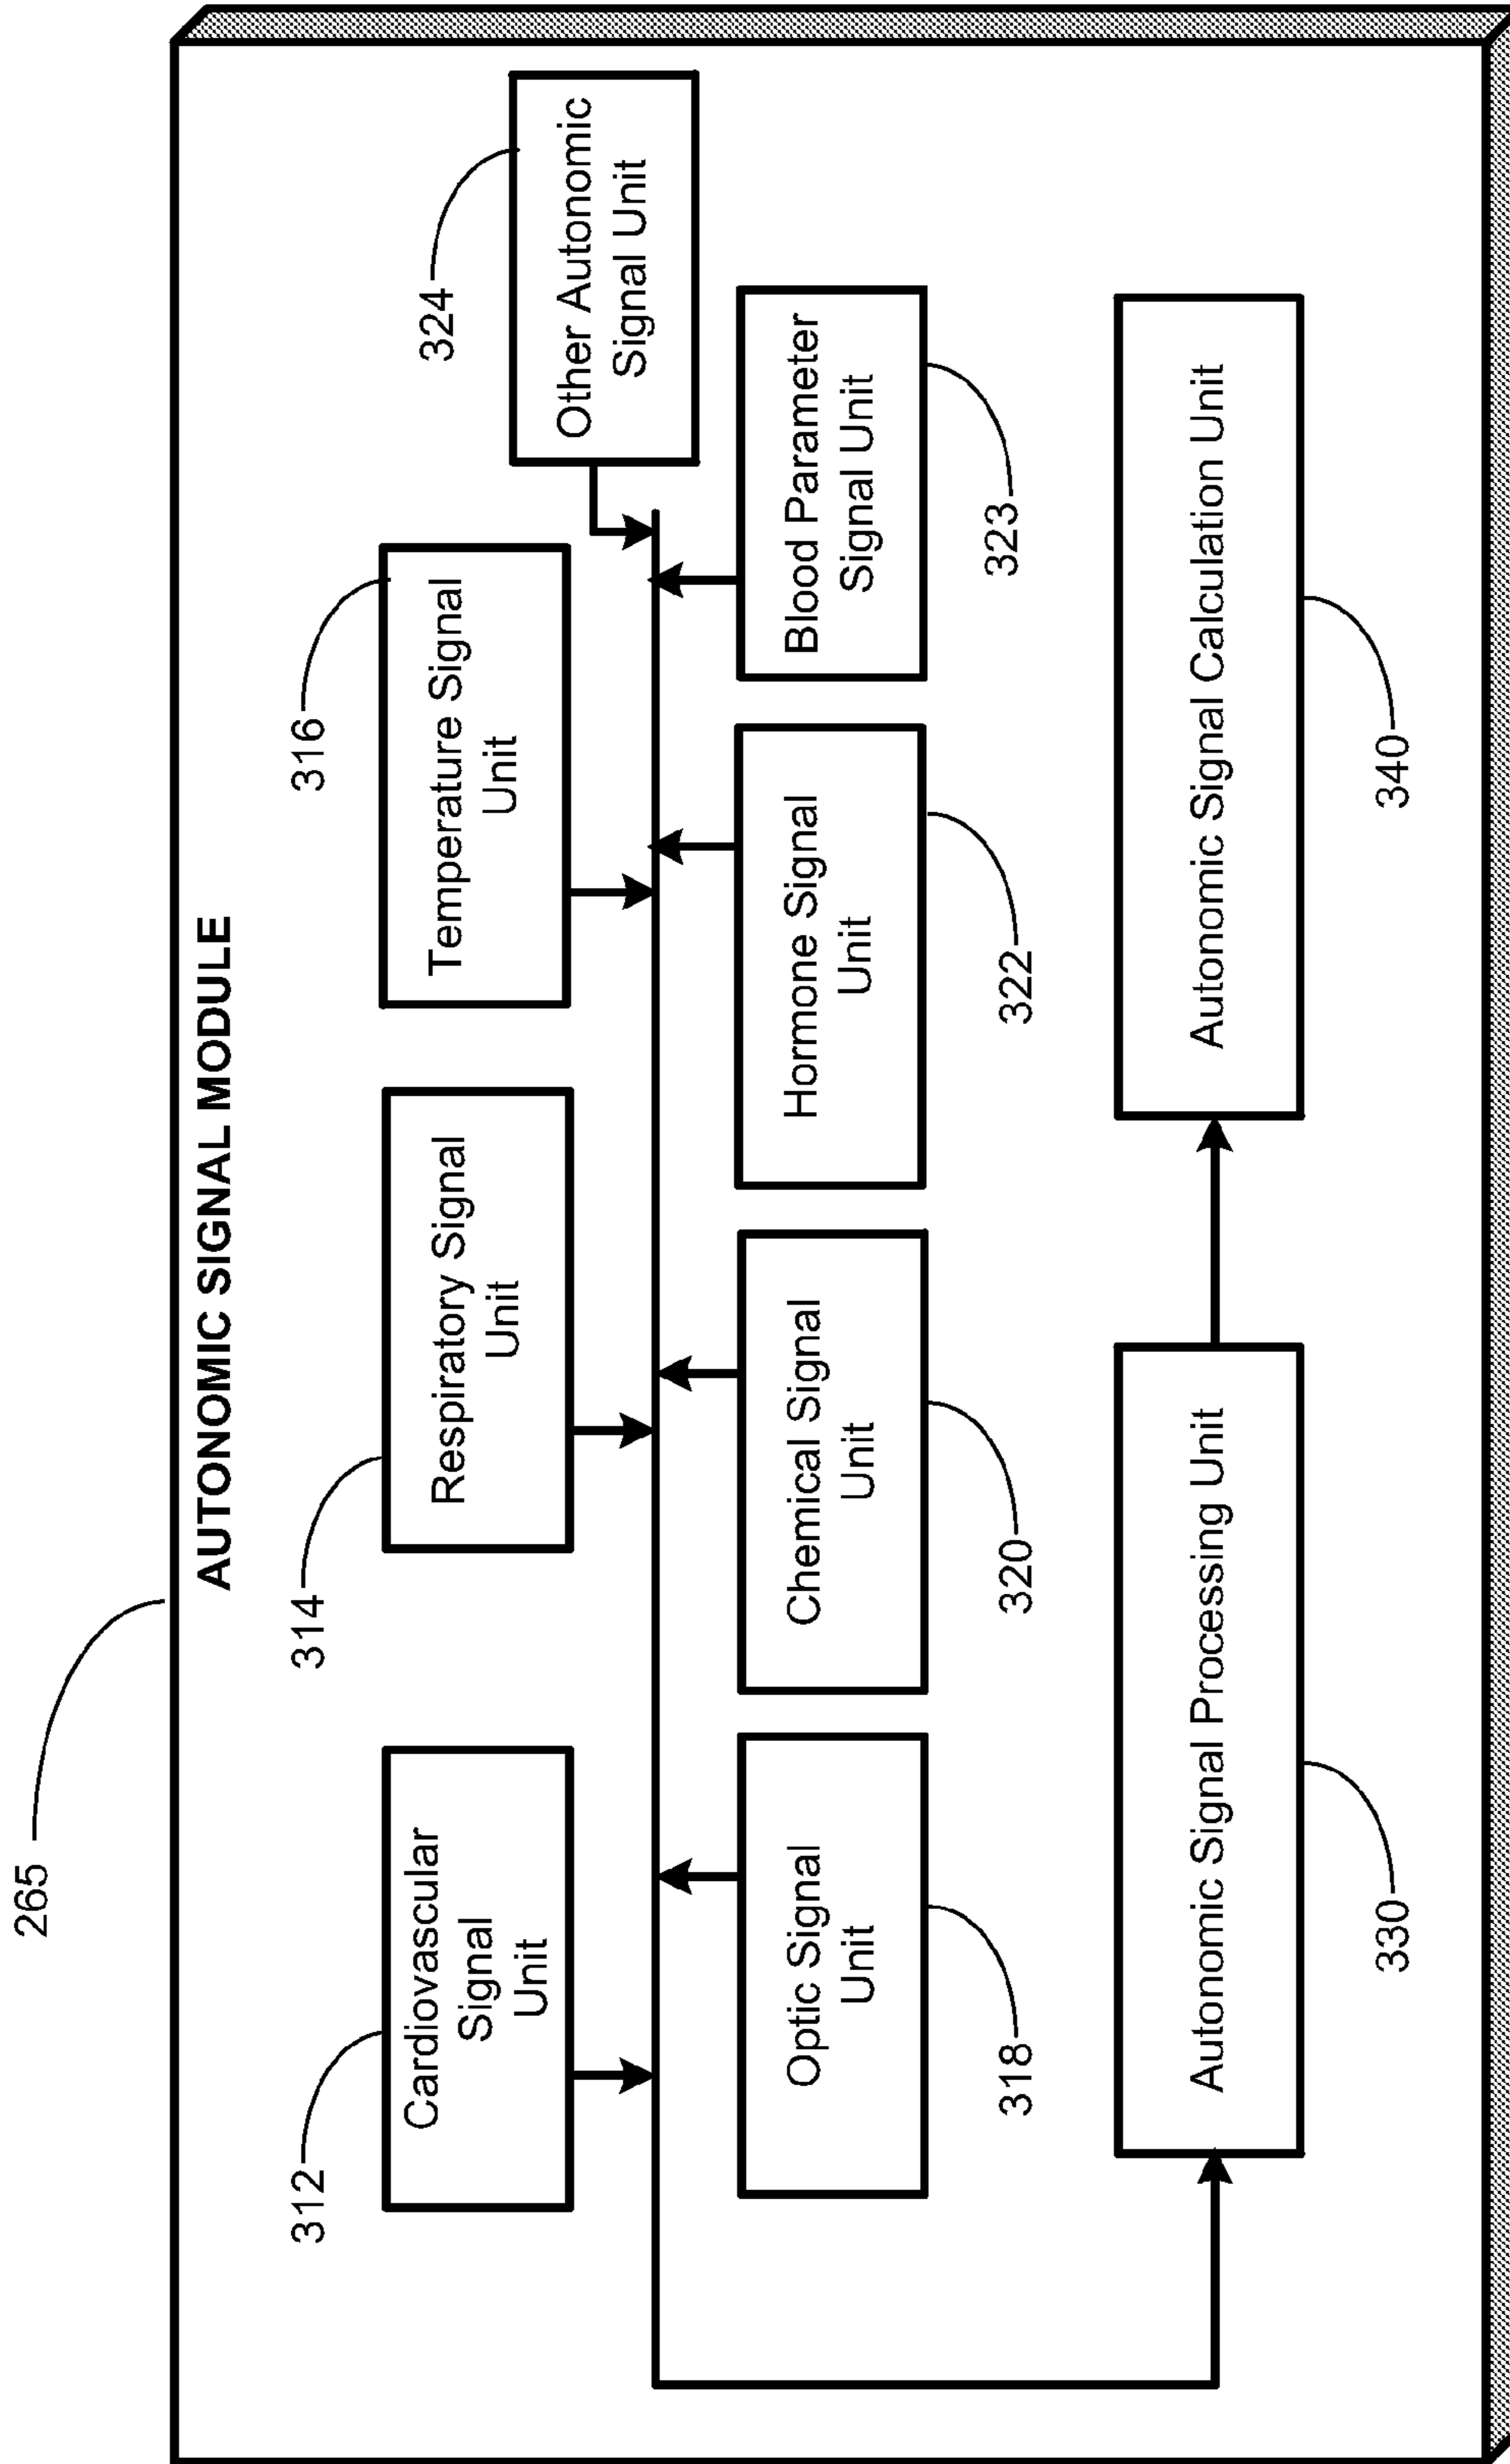 265
AUTONOMIC SIGNAL MODULE
312
Cardiovascular
Signal
Unit
314
Respiratory Signal
Unit
316
Temperature Signal
Unit
324
Other Autonomic
Signal Unit
Optic Signal
Unit
318
Chemical Signal
Unit
320
Hormone Signal
Unit
322
Blood Parameter
Signal Unit
323
Autonomic Signal Processing Unit
330
Autonomic Signal Calculation Unit
340